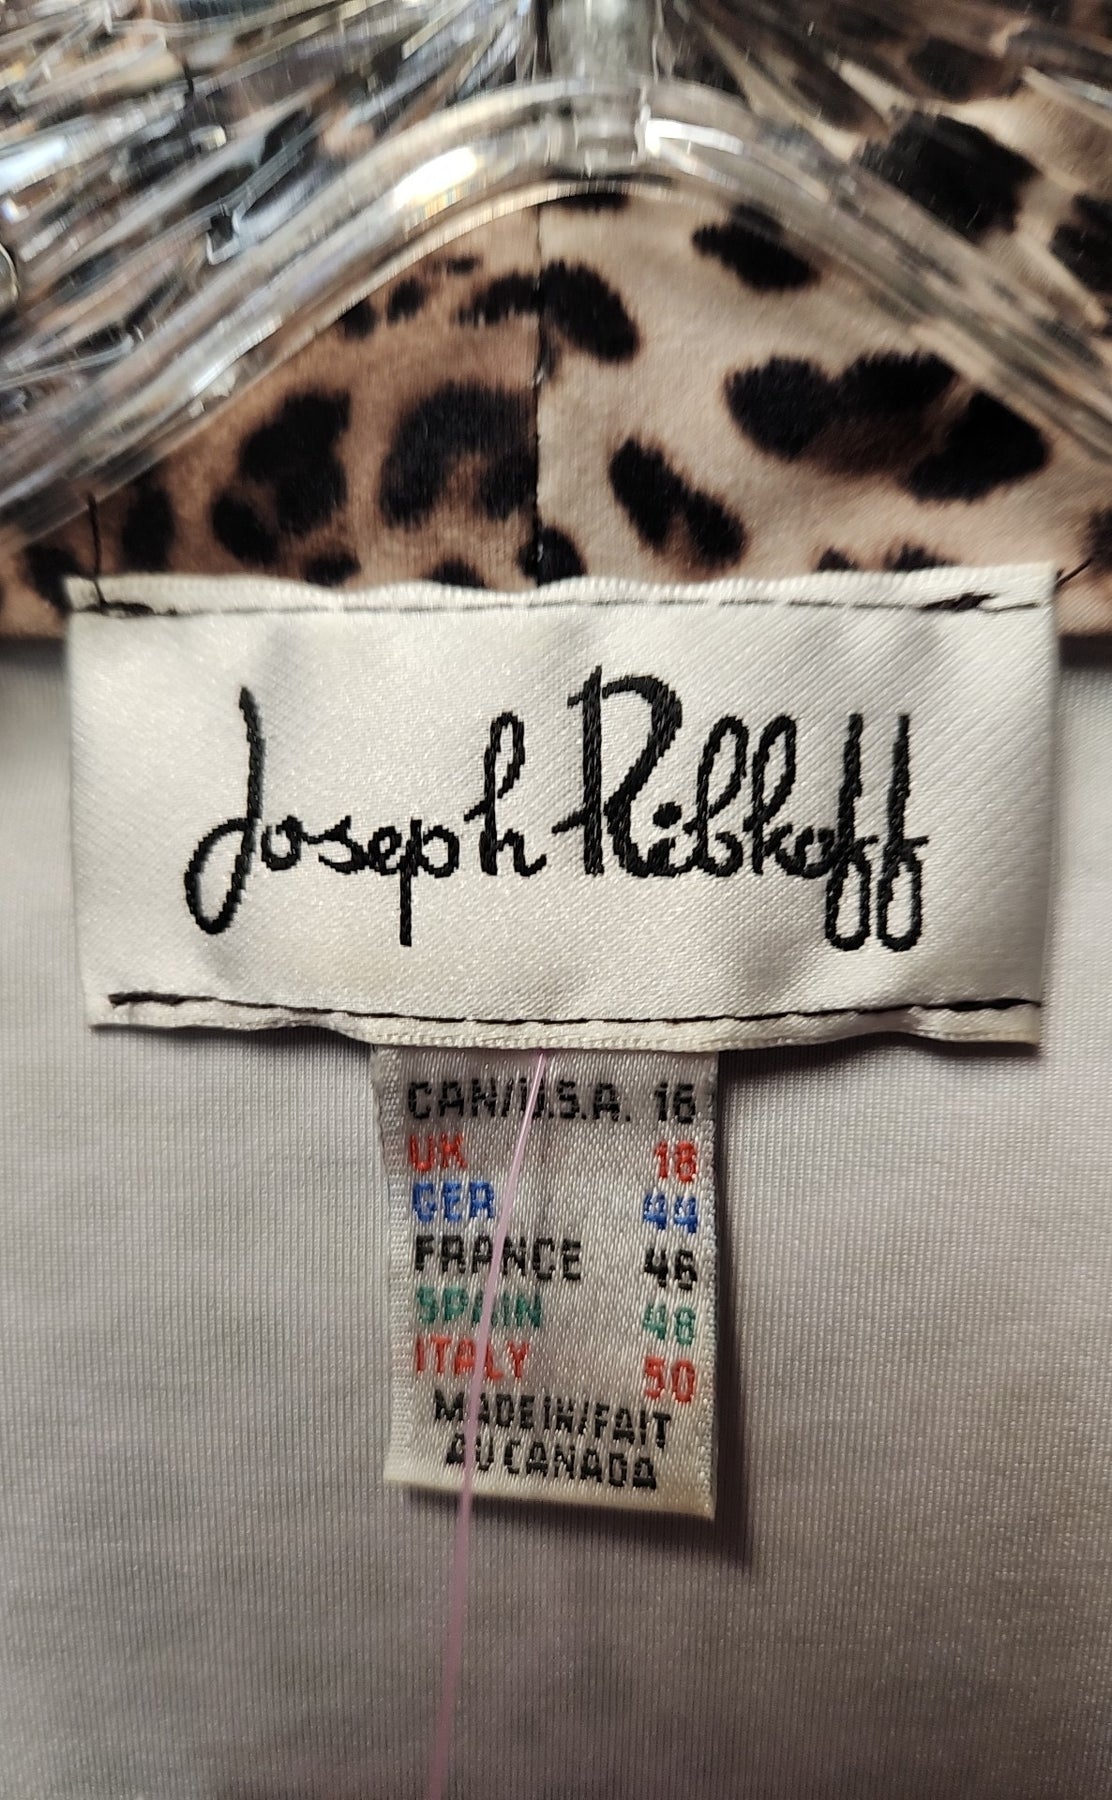 Joseph Ribkoff
CAN/U.S.A. 16
UK 18
GER 44
FRANCE 46
SPAIN 48
ITALY 50
MADE IN/FAIT
AU CANADA